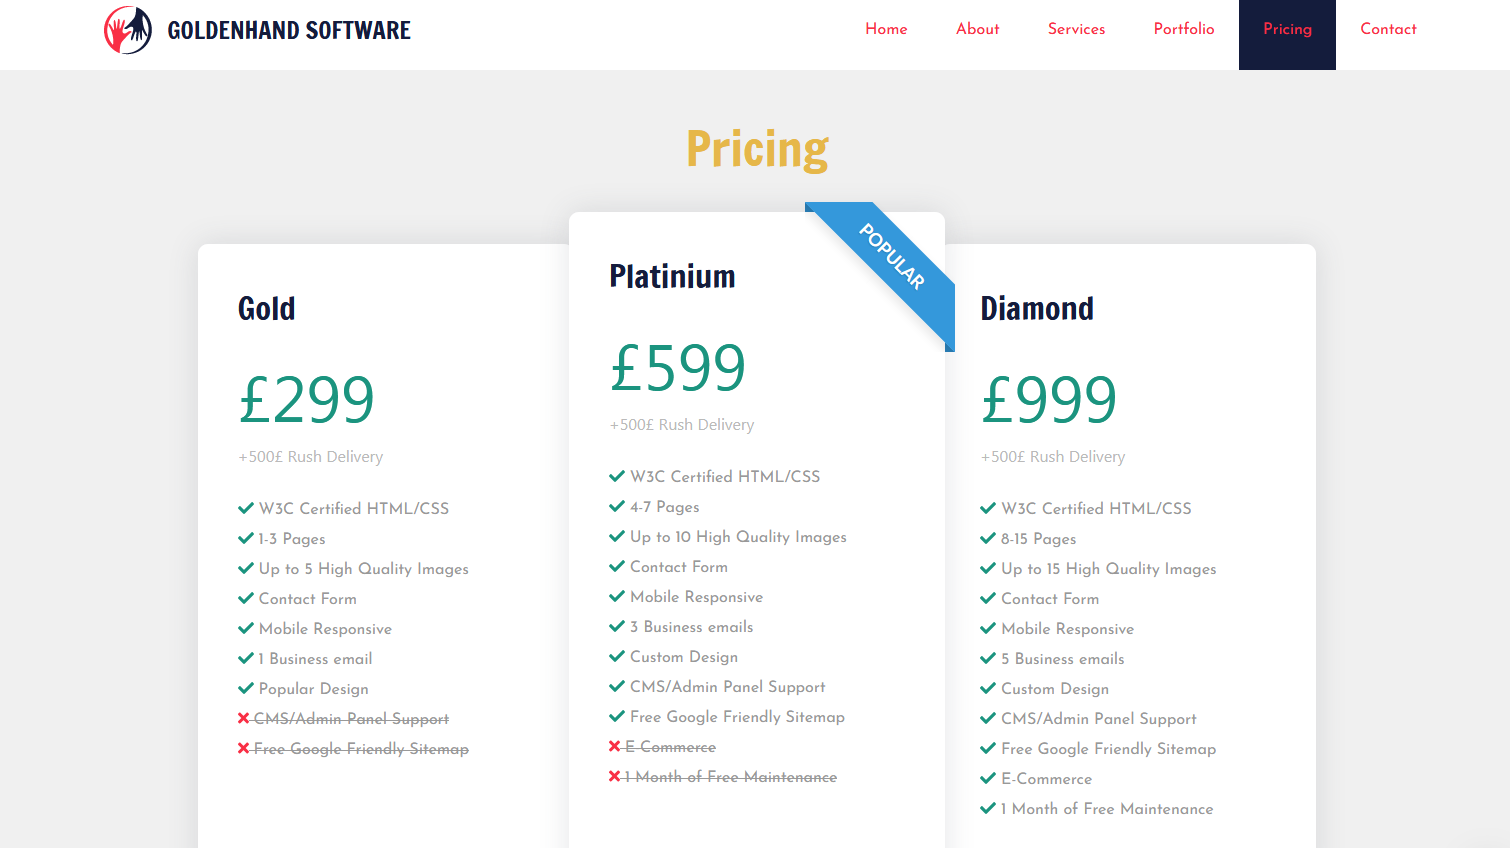 GOLDENHAND SOFTWARE
Home
About
Services
Portfolio
Pricing
Contact
Pricing
Gold
£299
+500£ Rush Delivery
W3C Certified HTML/CSS
1-3 Pages
Up to 5 High Quality Images
Contact Form
Mobile Responsive
1 Business email
Popular Design
CMS/Admin Panel Support
Free Google Friendly Sitemap
POPULAR
Platinium
£599
+500£ Rush Delivery
W3C Certified HTML/CSS
4-7 Pages
Up to 10 High Quality Images
Contact Form
Mobile Responsive
3 Business emails
Custom Design
CMS/Admin Panel Support
Free Google Friendly Sitemap
E-Commerce
1 Month of Free Maintenance
Diamond
£999
+500£ Rush Delivery
W3C Certified HTML/CSS
8-15 Pages
Up to 15 High Quality Images
Contact Form
Mobile Responsive
5 Business emails
Custom Design
CMS/Admin Panel Support
Free Google Friendly Sitemap
E-Commerce
1 Month of Free Maintenance